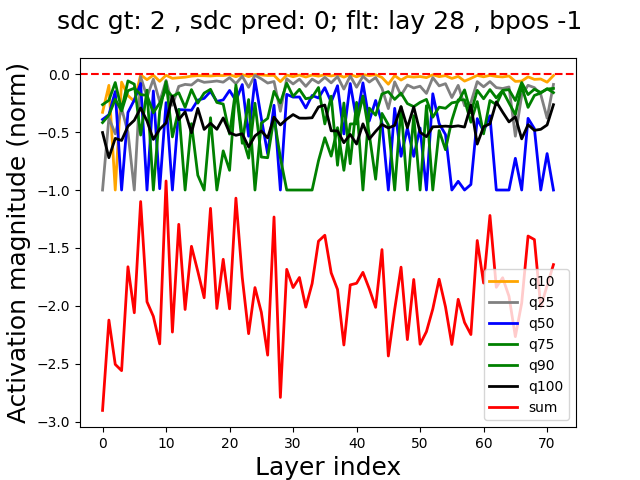 sdc gt: 2 , sdc pred: 0; flt: lay 28 , bpos -1
Activation magnitude (norm)
0.0
−0.5
−1.0
−1.5
−2.0
−2.5
−3.0
0 10 20 30 40 50 60 70
Layer index
q10
q25
q50
q75
q90
q100
sum